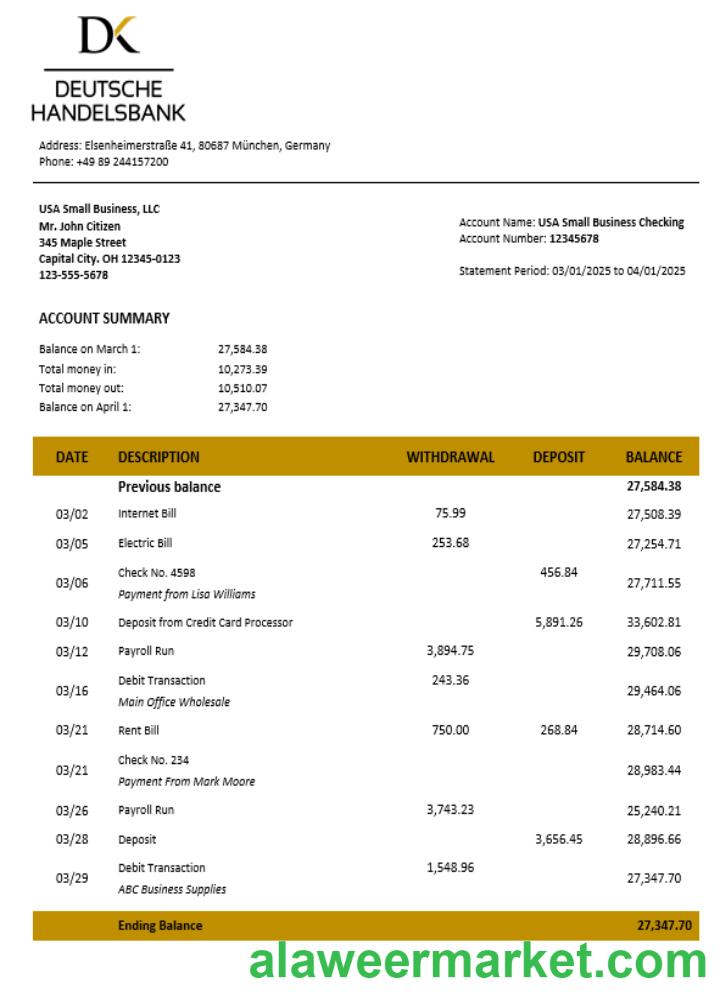 DK
DEUTSCHE
HANDELSBANK
Address: Elsenheimerstraße 41, 80687 München, Germany
Phone: +49 89 244157200
USA Small Business, LLC
Mr. John Citizen
345 Maple Street
Capital City. OH 12345-0123
123-555-5678
Account Name: USA Small Business Checking
Account Number: 12345678
Statement Period: 03/01/2025 to 04/01/2025
ACCOUNT SUMMARY
Balance on March 1: 27,584.38
Total money in: 10,273.39
Total money out: 10,510.07
Balance on April 1: 27,347.70
DATE DESCRIPTION WITHDRAWAL DEPOSIT BALANCE
Previous balance 27,584.38
03/02 Internet Bill 75.99 27,508.39
03/05 Electric Bill 253.68 27,254.71
03/06 Check No. 4598 456.84 27,711.55
Payment from Lisa Williams
03/10 Deposit from Credit Card Processor 5,891.26 33,602.81
03/12 Payroll Run 3,894.75 29,708.06
03/16 Debit Transaction 243.36 29,464.06
Main Office Wholesale
03/21 Rent Bill 750.00 268.84 28,714.60
03/21 Check No. 234 28,983.44
Payment From Mark Moore
03/26 Payroll Run 3,743.23 25,240.21
03/28 Deposit 3,656.45 28,896.66
03/29 Debit Transaction 1,548.96 27,347.70
ABC Business Supplies
Ending Balance 27,347.70
alaweermarket.com